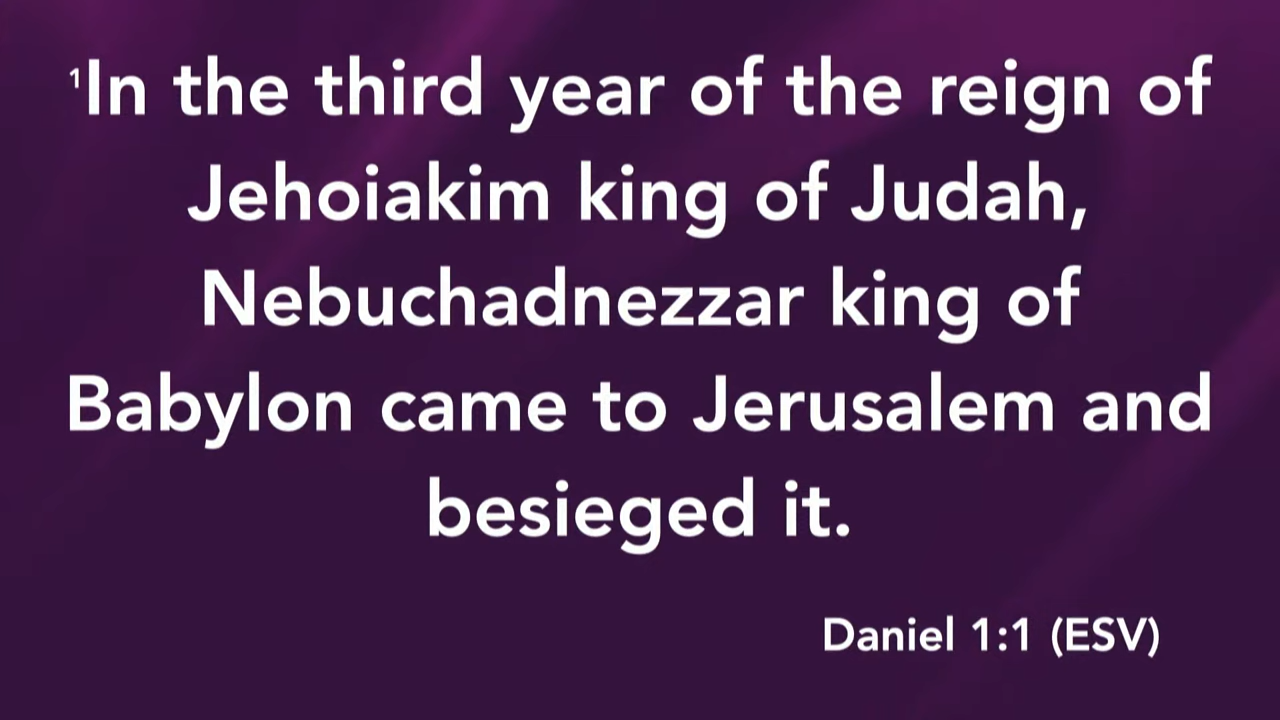 ¹In the third year of the reign of
Jehoiakim king of Judah,
Nebuchadnezzar king of
Babylon came to Jerusalem and
besieged it.
Daniel 1:1 (ESV)